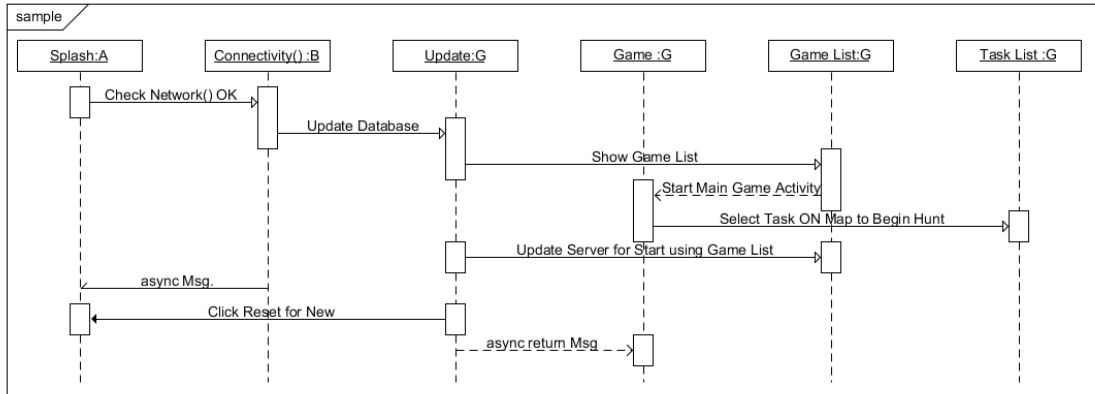 sample
Splash:A
Connectivity() :B
Update:G
Game :G
Game List:G
Task List :G
Check Network() OK
Update Database
Show Game List
Start Main Game Activity
Select Task ON Map to Begin Hunt
Update Server for Start using Game List
async Msg.
Click Reset for New
async return Msg